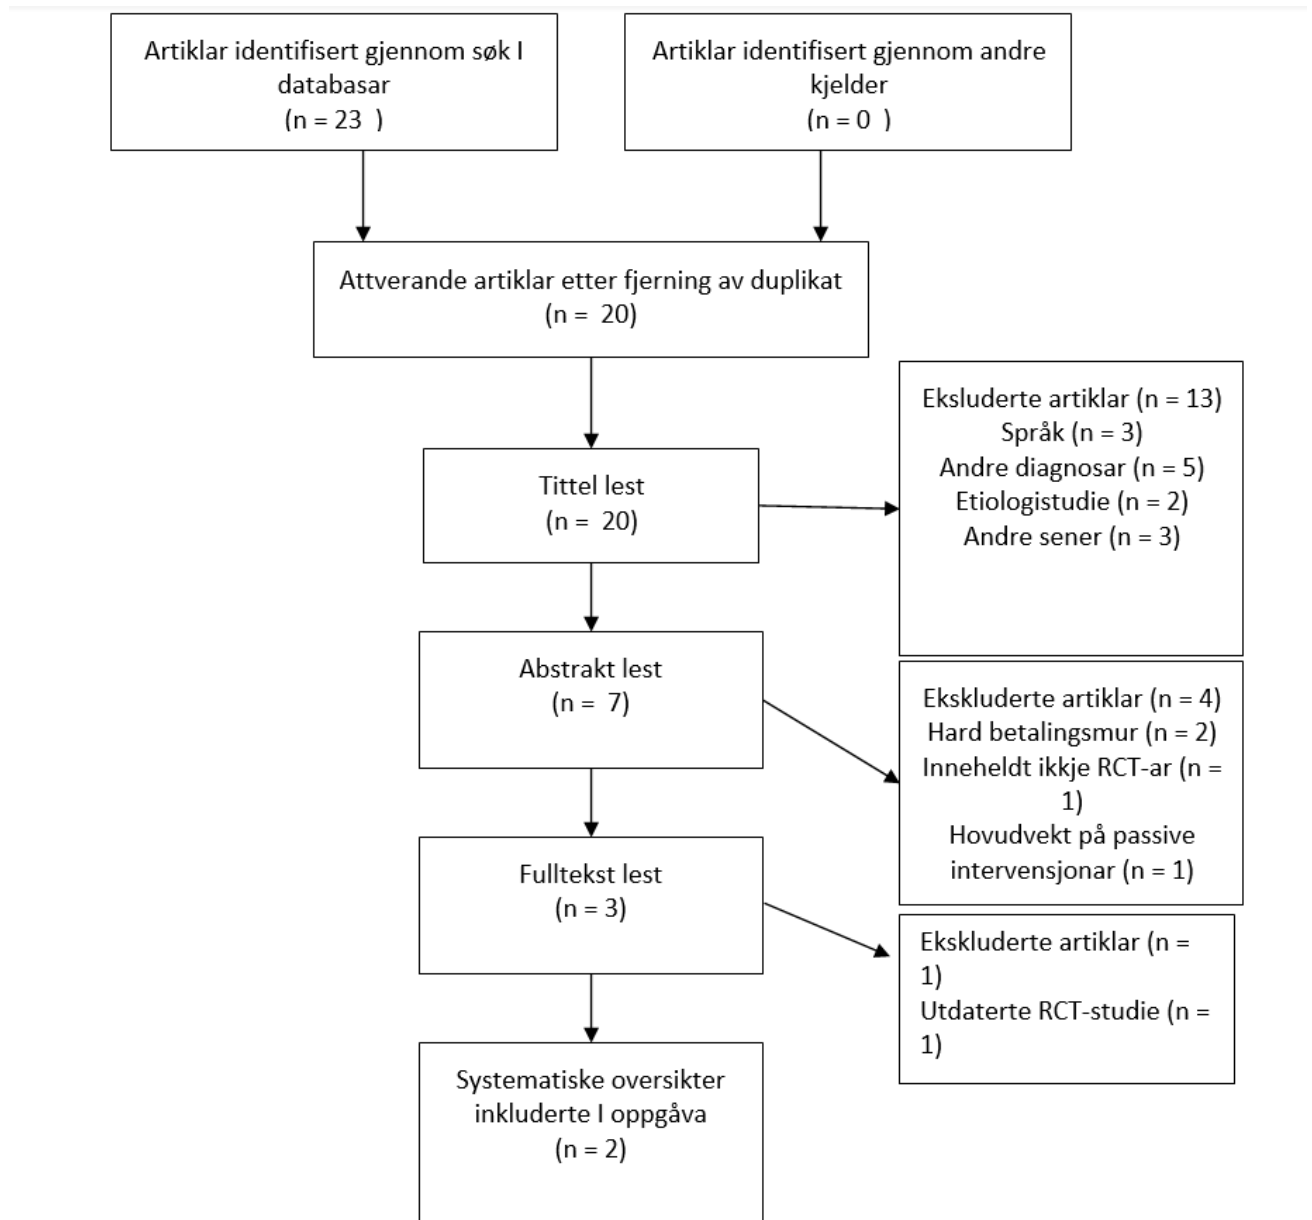 Artiklar identifisert gjennom søk I
databasar
(n = 23  )
Artiklar identifisert gjennom andre
kjelder
(n = 0  )
Attverande artiklar etter fjerning av duplikat
(n =  20)
Tittel lest
(n =  20)
Eksluderte artiklar (n = 13)
Språk (n = 3)
Andre diagnosar (n = 5)
Etiologistudie (n = 2)
Andre sener (n = 3)
Abstrakt lest
(n =  7)
Ekskluderte artiklar (n = 4)
Hard betalingsmur (n = 2)
Inneheldt ikkje RCT-ar (n =
1)
Hovudvekt på passive
intervensjonar (n = 1)
Fulltekst lest
(n = 3)
Ekskluderte artiklar (n =
1)
Utdaterte RCT-studie (n =
1)
Systematiske oversikter
inkluderte I oppgåva
(n = 2)